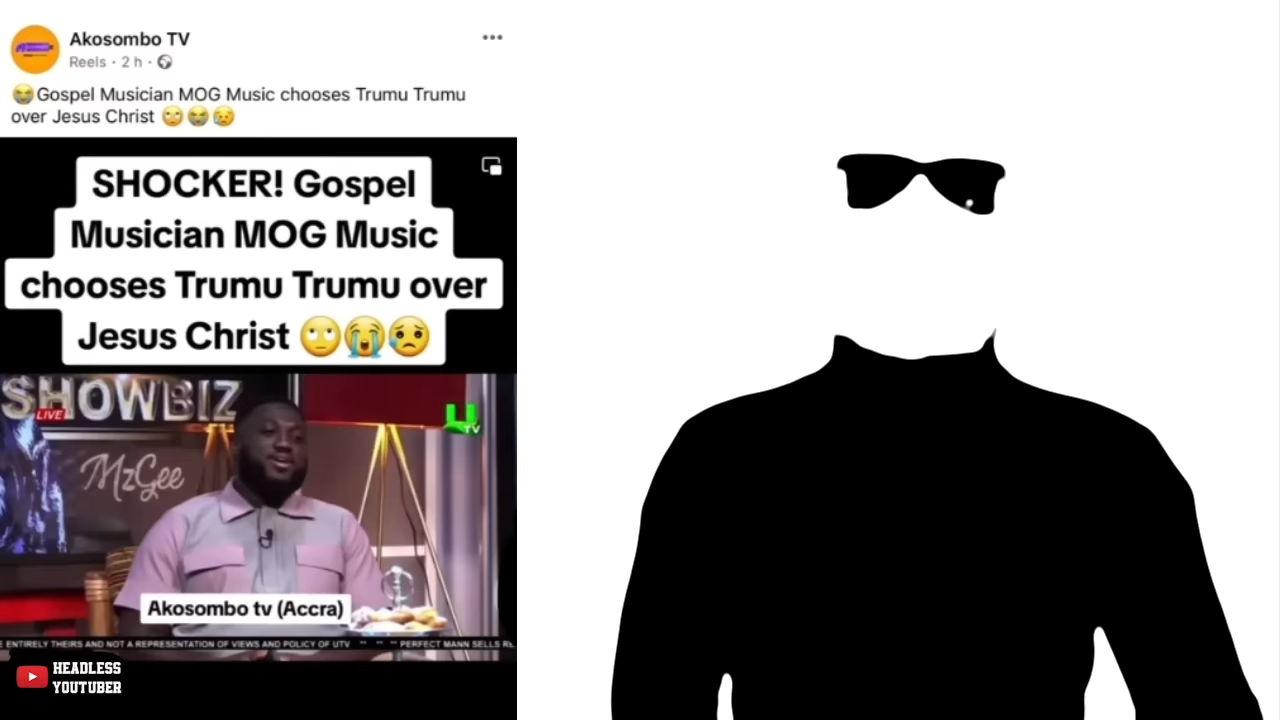 Akosombo TV
Reels · 2 h ·
😭Gospel Musician MOG Music chooses Trumu Trumu
over Jesus Christ 🙄😭😥
SHOCKER! Gospel
Musician MOG Music
chooses Trumu Trumu over
Jesus Christ 🙄😭😥
SHOWBIZ
LIVE
U
TV
MzGee
Akosombo tv (Accra)
ENTIRELY THEIRS AND NOT A REPRESENTATION OF VIEWS AND POLICY OF UTV ** ** ** PERFECT MANN SELLS
HEADLESS
YOUTUBER